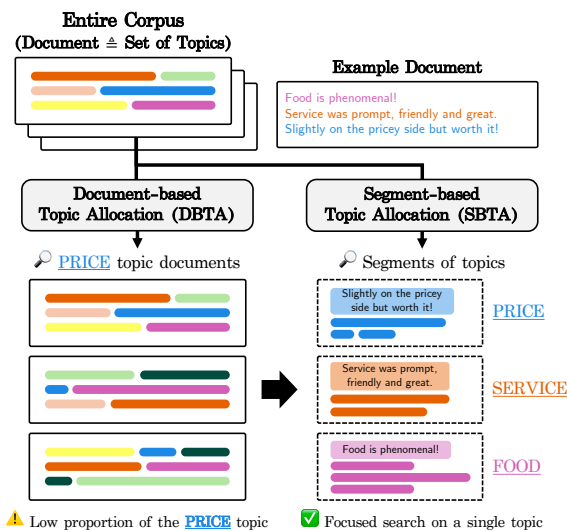 Entire Corpus
(Document ≜ Set of Topics)
Example Document
Food is phenomenal!
Service was prompt, friendly and great.
Slightly on the pricey side but worth it!
Document-based
Topic Allocation (DBTA)
Segment-based
Topic Allocation (SBTA)
PRICE topic documents
Segments of topics
Slightly on the pricey
side but worth it!
PRICE
Service was prompt,
friendly and great.
SERVICE
Food is phenomenal!
FOOD
Low proportion of the PRICE topic
Focused search on a single topic